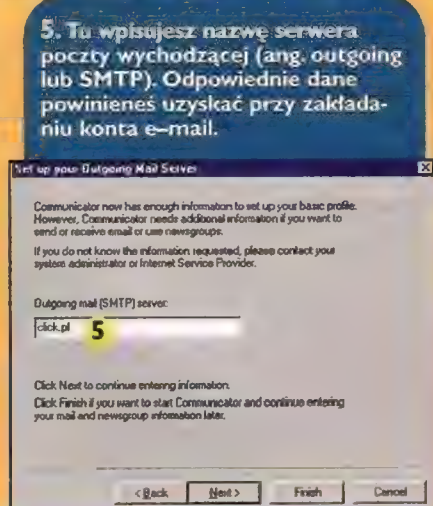 5. Tu wpisujesz nazwę serwera
poczty wychodzącej (ang. outgoing
lub SMTP). Odpowiednie dane
powinieneś uzyskać przy zakłada-
niu konta e–mail.
Set up your Outgoing Mail Server
Communicator now has enough information to set up your basic profile.
However, Communicator needs additional information if you want to
send or receive email or use newsgroups.
If you do not know the information requested, please contact your
system administrator or Internet Service Provider.
Outgoing mail (SMTP) server:
click.pl 5
Click Next to continue entering information.
Click Finish if you want to start Communicator and continue entering
your mail and newsgroup information later.
< Back Next > Finish Cancel